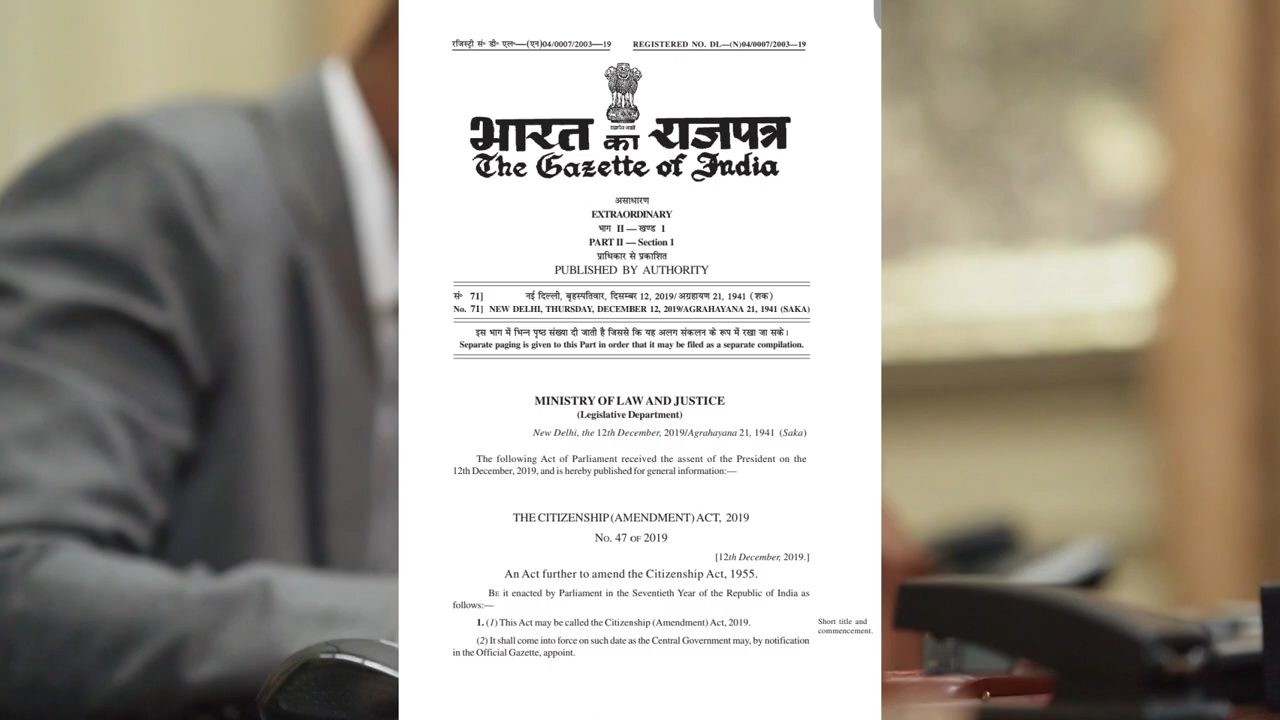 रजिस्ट्री सं॰ डी॰ एल॰—(एन)04/0007/2003—19 REGISTERED NO. DL—(N)04/0007/2003—19
भारत का राजपत्र
The Gazette of India
असाधारण
EXTRAORDINARY
भाग II — खण्ड 1
PART II — Section 1
प्राधिकार से प्रकाशित
PUBLISHED BY AUTHORITY
सं॰ 71] नई दिल्ली, बृहस्पतिवार, दिसम्बर 12, 2019/ अग्रहायण 21, 1941 (शक)
No. 71] NEW DELHI, THURSDAY, DECEMBER 12, 2019/AGRAHAYANA 21, 1941 (SAKA)
इस भाग में भिन्न पृष्ठ संख्या दी जाती है जिससे कि यह अलग संकलन के रूप में रखा जा सके।
Separate paging is given to this Part in order that it may be filed as a separate compilation.
MINISTRY OF LAW AND JUSTICE
(Legislative Department)
New Delhi, the 12th December, 2019/Agrahayana 21, 1941 (Saka)
The following Act of Parliament received the assent of the President on the
12th December, 2019, and is hereby published for general information:—
THE CITIZENSHIP (AMENDMENT) ACT, 2019
NO. 47 OF 2019
[12th December, 2019.]
An Act further to amend the Citizenship Act, 1955.
BE it enacted by Parliament in the Seventieth Year of the Republic of India as
follows:—
1. (1) This Act may be called the Citizenship (Amendment) Act, 2019.
Short title and
commencement.
(2) It shall come into force on such date as the Central Government may, by notification
in the Official Gazette, appoint.